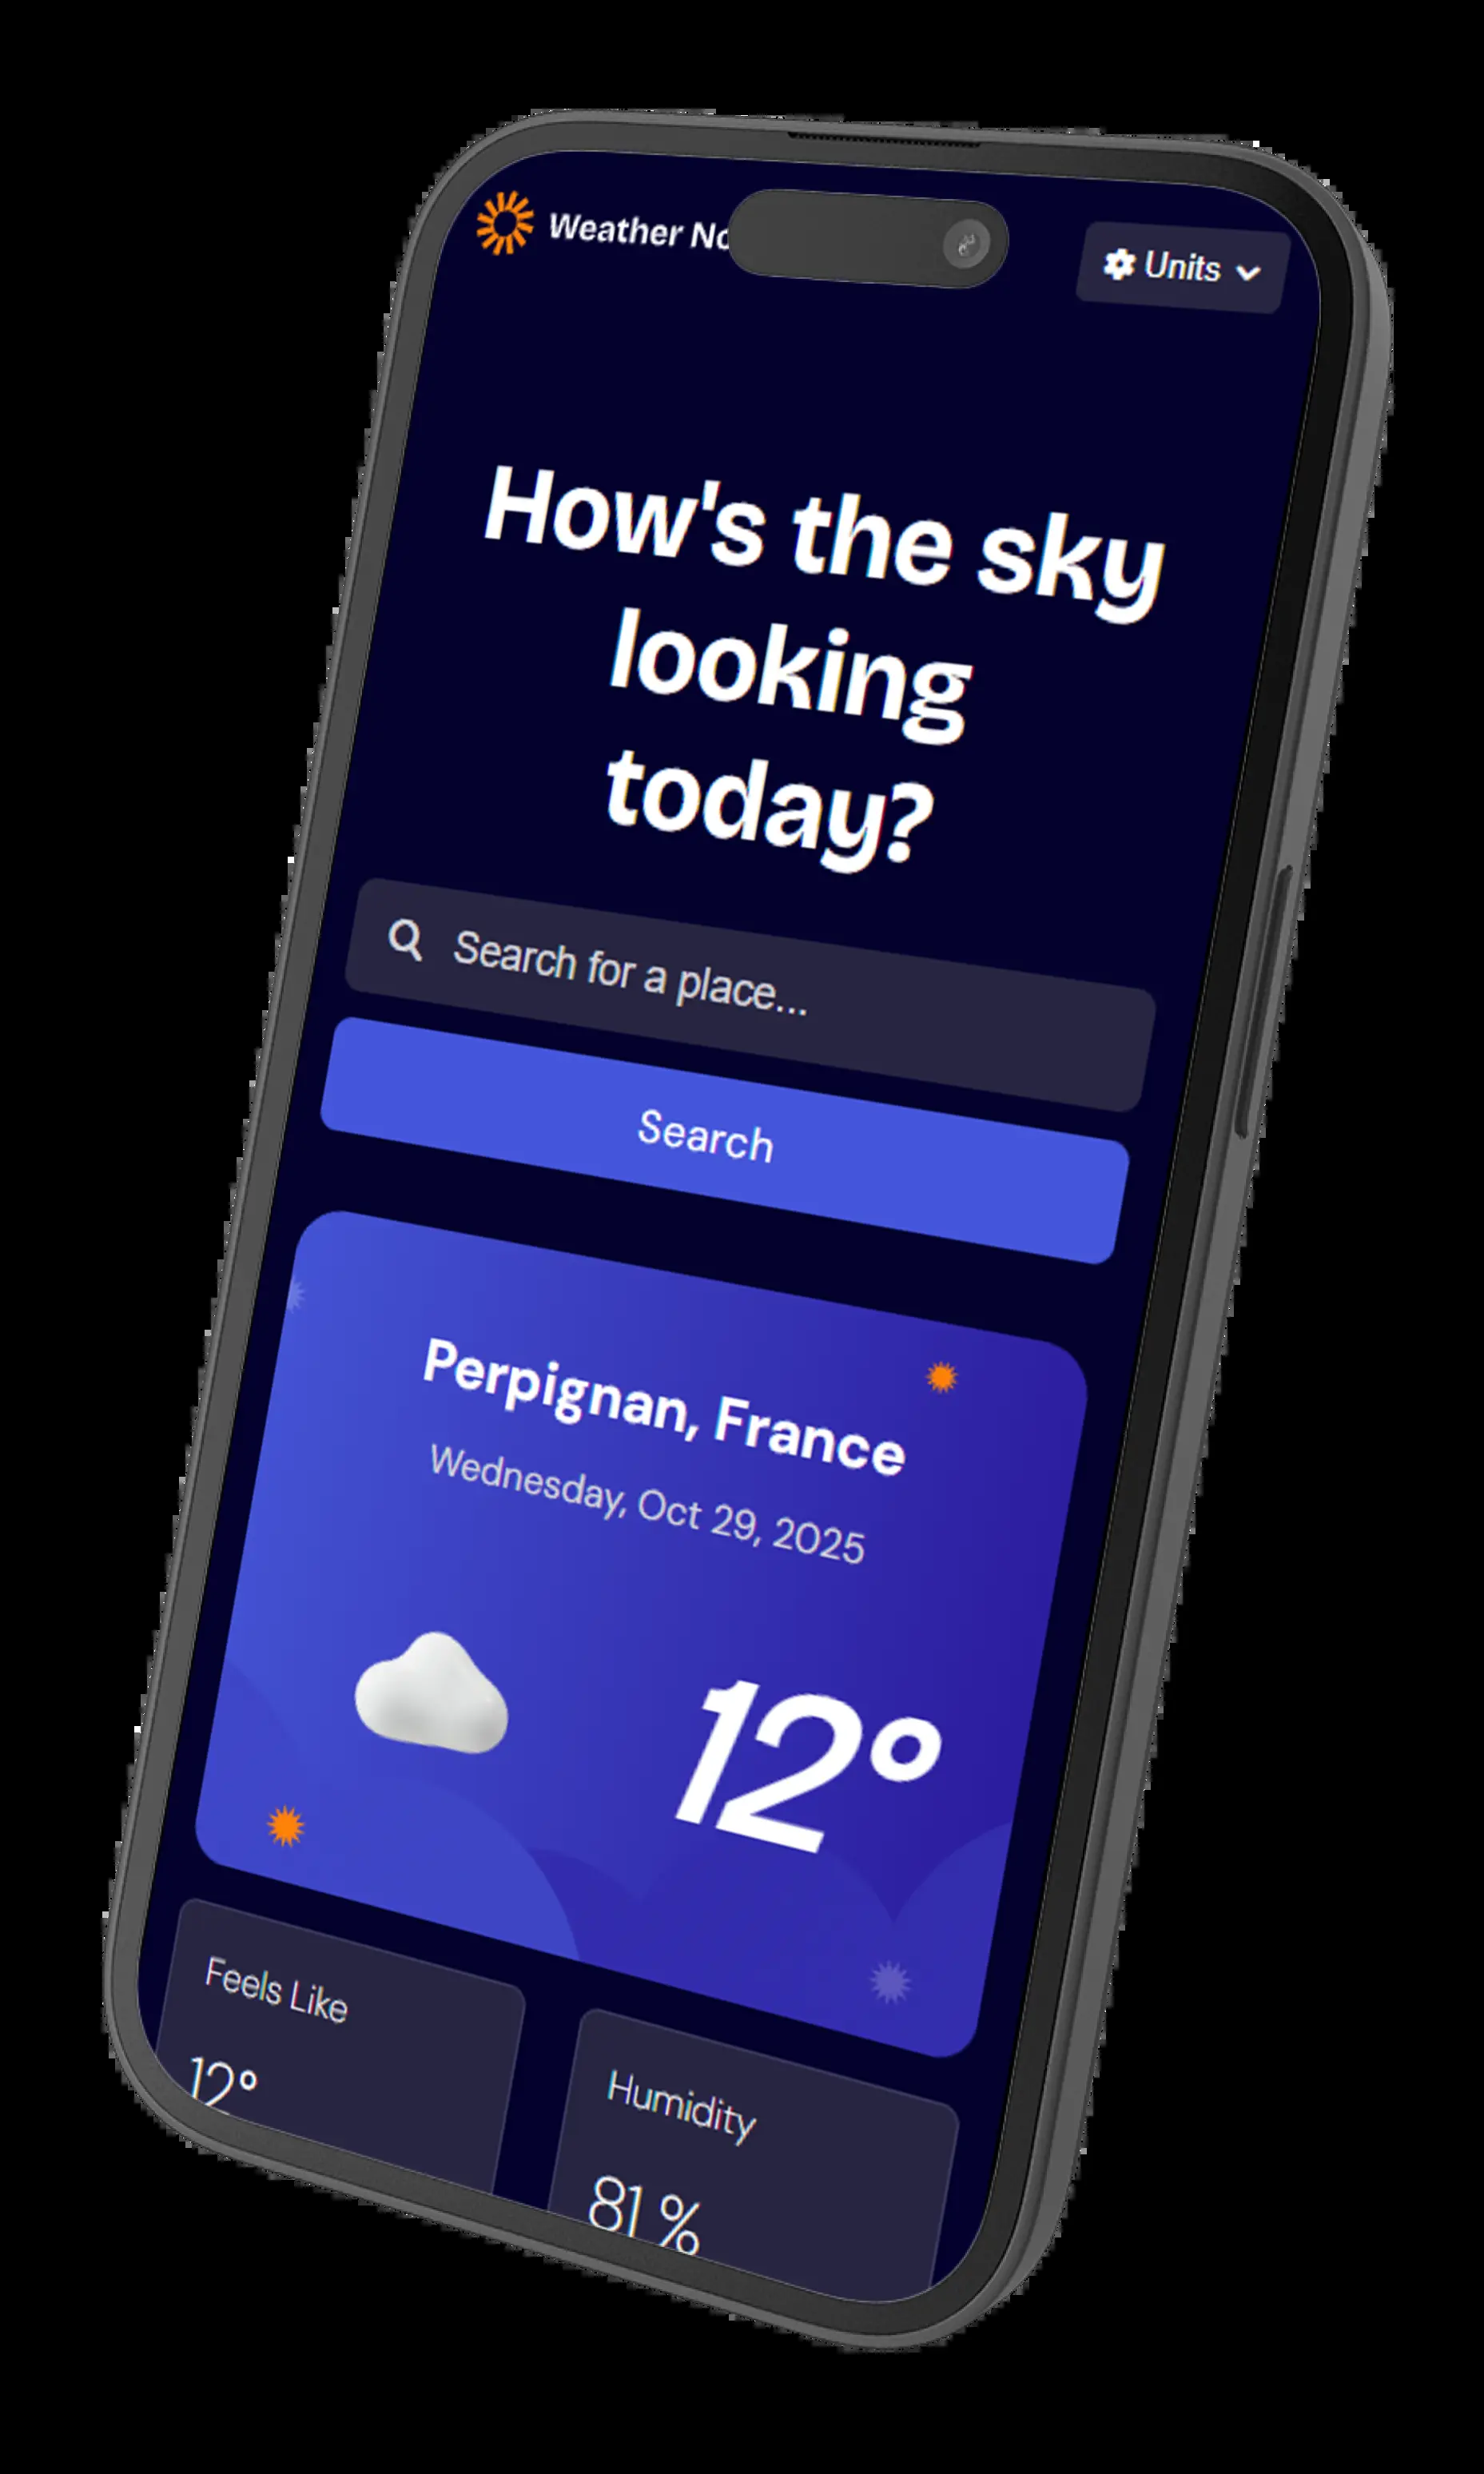 Weather No
Units
How's the sky
looking
today?
Search for a place...
Search
Perpignan, France
Wednesday, Oct 29, 2025
12°
Feels Like
Humidity
12°
81 %